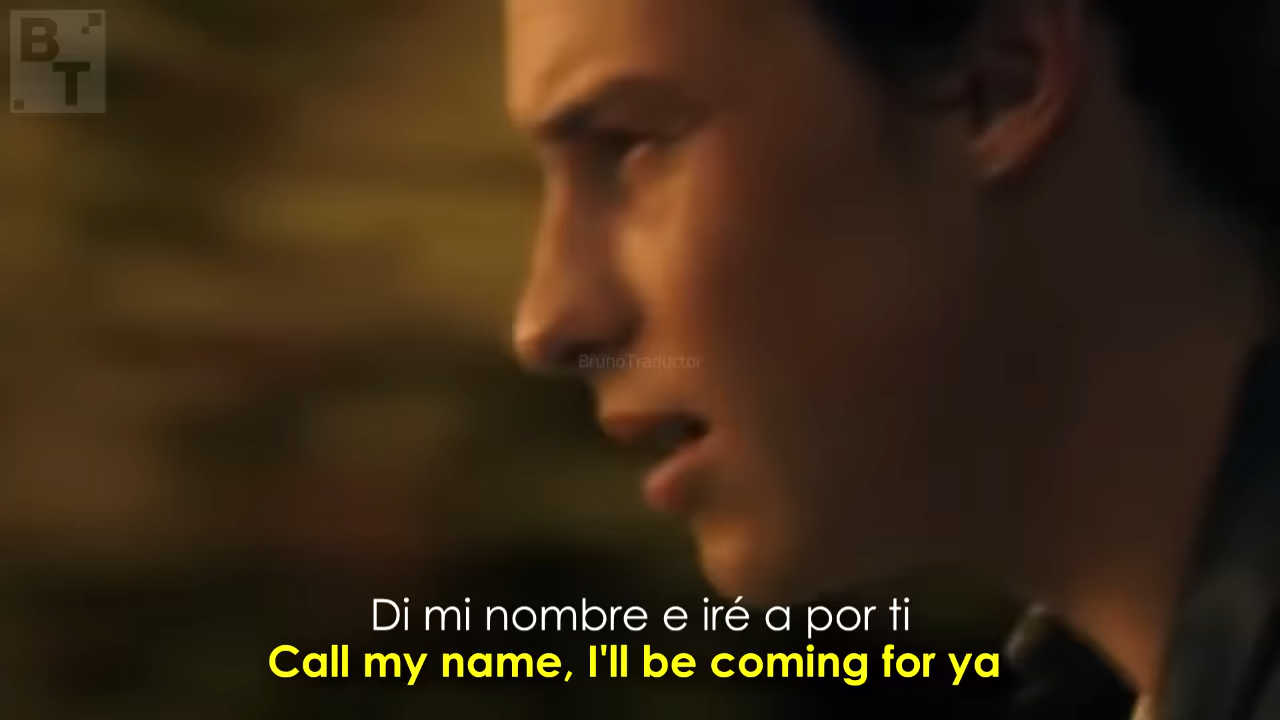 B
T
BrunoTraductor
Di mi nombre e iré a por ti
Call my name, I'll be coming for ya